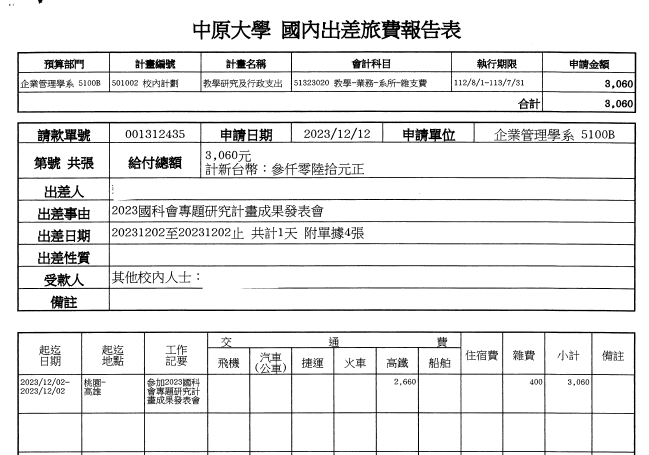 中原大學 國內出差旅費報告表
預算部門 計畫編號 計畫名稱 會計科目 執行期限 申請金額
企業管理學系 5100B 501002 校內計劃 教學研究及行政支出 51323020 教學-業務-系所-雜支費 112/8/1-113/7/31 3,060
合計 3,060
請款單號 001312435 申請日期 2023/12/12 申請單位 企業管理學系 5100B
第號 共張 給付總額 3,060元
計新台幣：參仟零陸拾元正
出差人
出差事由 2023國科會專題研究計畫成果發表會
出差日期 20231202至20231202止 共計1天 附單據4張
出差性質
受款人 其他校內人士：
備註
起迄日期 起迄地點 工作記要 交通費 住宿費 雜費 小計 備註
飛機 汽車(公車) 捷運 火車 高鐵 船舶
2023/12/02-2023/12/02 桃園-高雄 參加2023國科會專題研究計畫成果發表會 2,660 400 3,060